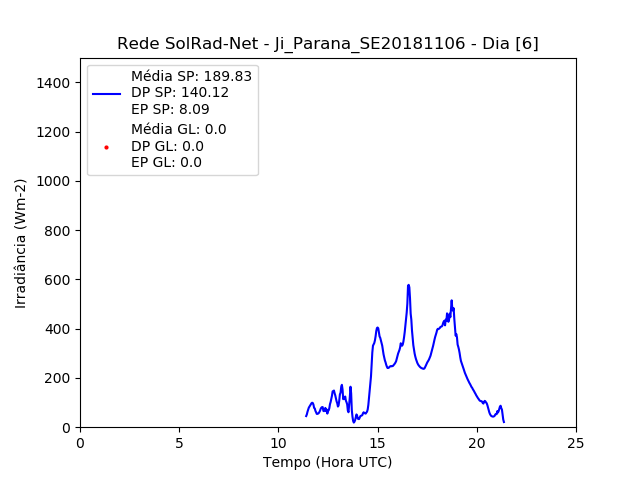 Rede SolRad-Net - Ji_Parana_SE20181106 - Dia [6]
Média SP: 189.83
DP SP: 140.12
EP SP: 8.09
Média GL: 0.0
DP GL: 0.0
EP GL: 0.0
Irradiância (Wm-2)
1400
1200
1000
800
600
400
200
0
0 5 10 15 20 25
Tempo (Hora UTC)